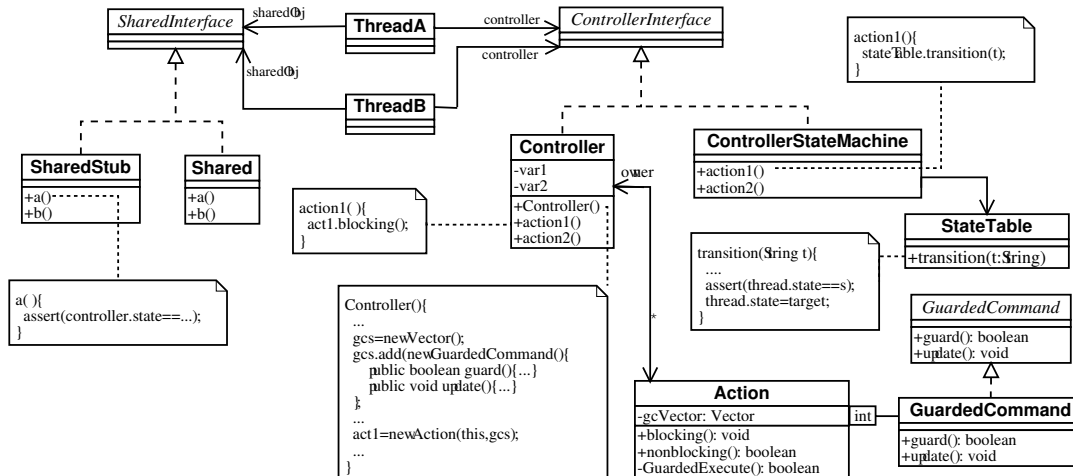 SharedInterface
sharedObj
ThreadA
controller
ControllerInterface
controller
sharedObj
ThreadB
action1(){
stateTable.transition(t);
}
SharedStub
+a()
+b()
Shared
+a()
+b()
Controller
-var1
-var2
+Controller()
+action1()
+action2()
owner
*
ControllerStateMachine
+action1()
+action2()
action1( ){
act1.blocking();
}
StateTable
+transition(t:String)
transition(String t){
....
assert(thread.state==s);
thread.state=target;
}
a( ){
assert(controller.state==...);
}
Controller(){
...
gcs=newVector();
gcs.add(newGuardedCommand(){
public boolean guard(){...}
public void update(){...}
};
...
act1=newAction(this,gcs);
...
}
GuardedCommand
+guard(): boolean
+update(): void
Action
-gcVector: Vector
+blocking(): void
+nonblocking(): boolean
-GuardedExecute(): boolean
int
GuardedCommand
+guard(): boolean
+update(): void